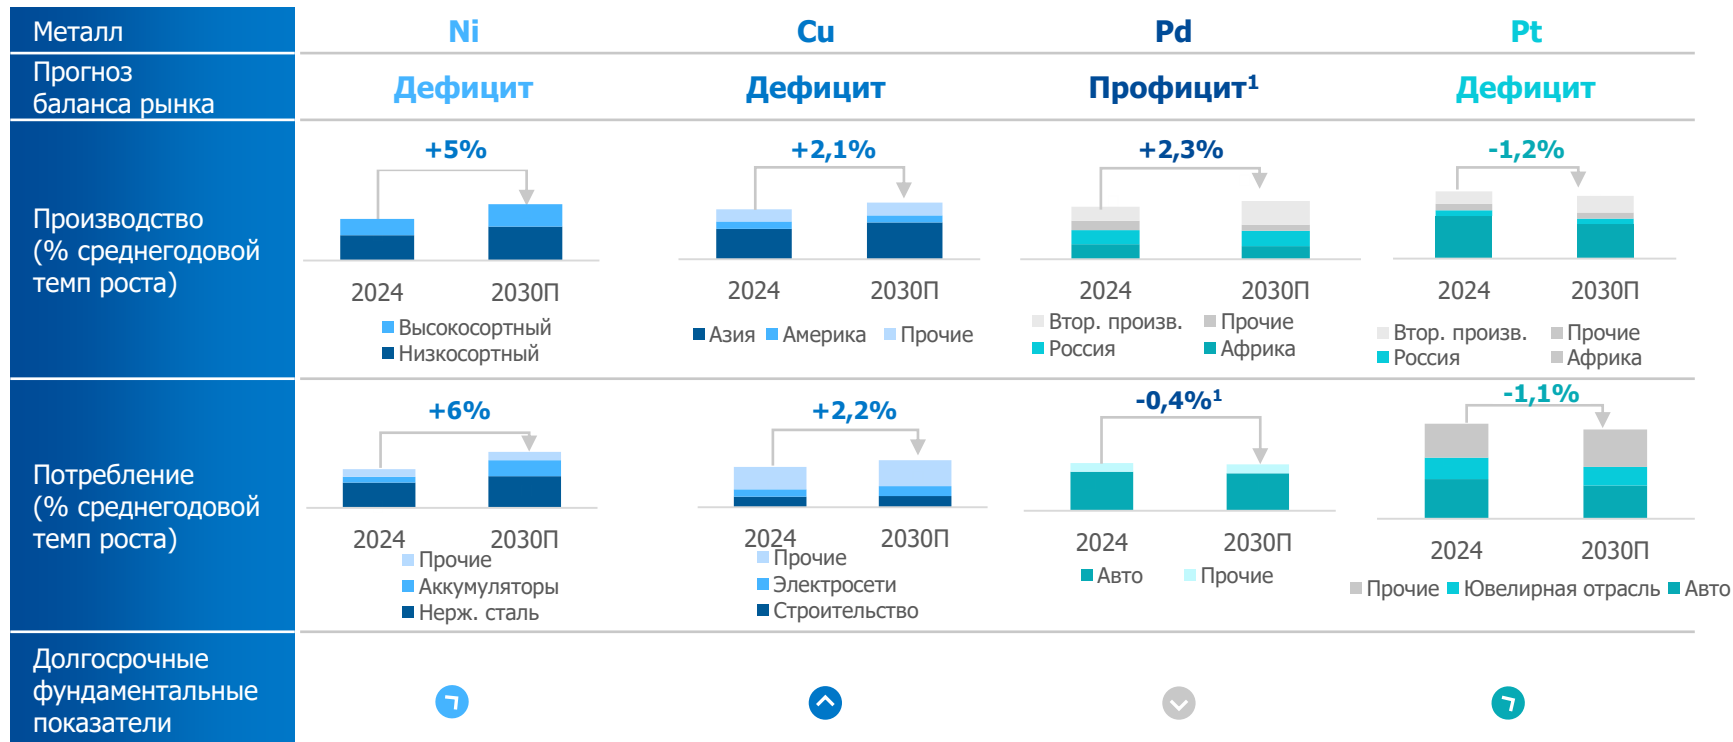 Металл
Ni
Cu
Pd
Pt
Прогноз
баланса рынка
Дефицит
Дефицит
Профицит¹
Дефицит
Производство
(% среднегодовой
темп роста)
+5%
2024
2030П
Высокосортный
Низкосортный
+2,1%
2024
2030П
Азия
Америка
Прочие
+2,3%
2024
2030П
Втор. произв.
Прочие
Россия
Африка
-1,2%
2024
2030П
Втор. произв.
Прочие
Россия
Африка
Потребление
(% среднегодовой
темп роста)
+6%
2024
2030П
Прочие
Аккумуляторы
Нерж. сталь
+2,2%
2024
2030П
Прочие
Электросети
Строительство
-0,4%¹
2024
2030П
Авто
Прочие
-1,1%
2024
2030П
Прочие
Ювелирная отрасль
Авто
Долгосрочные
фундаментальные
показатели